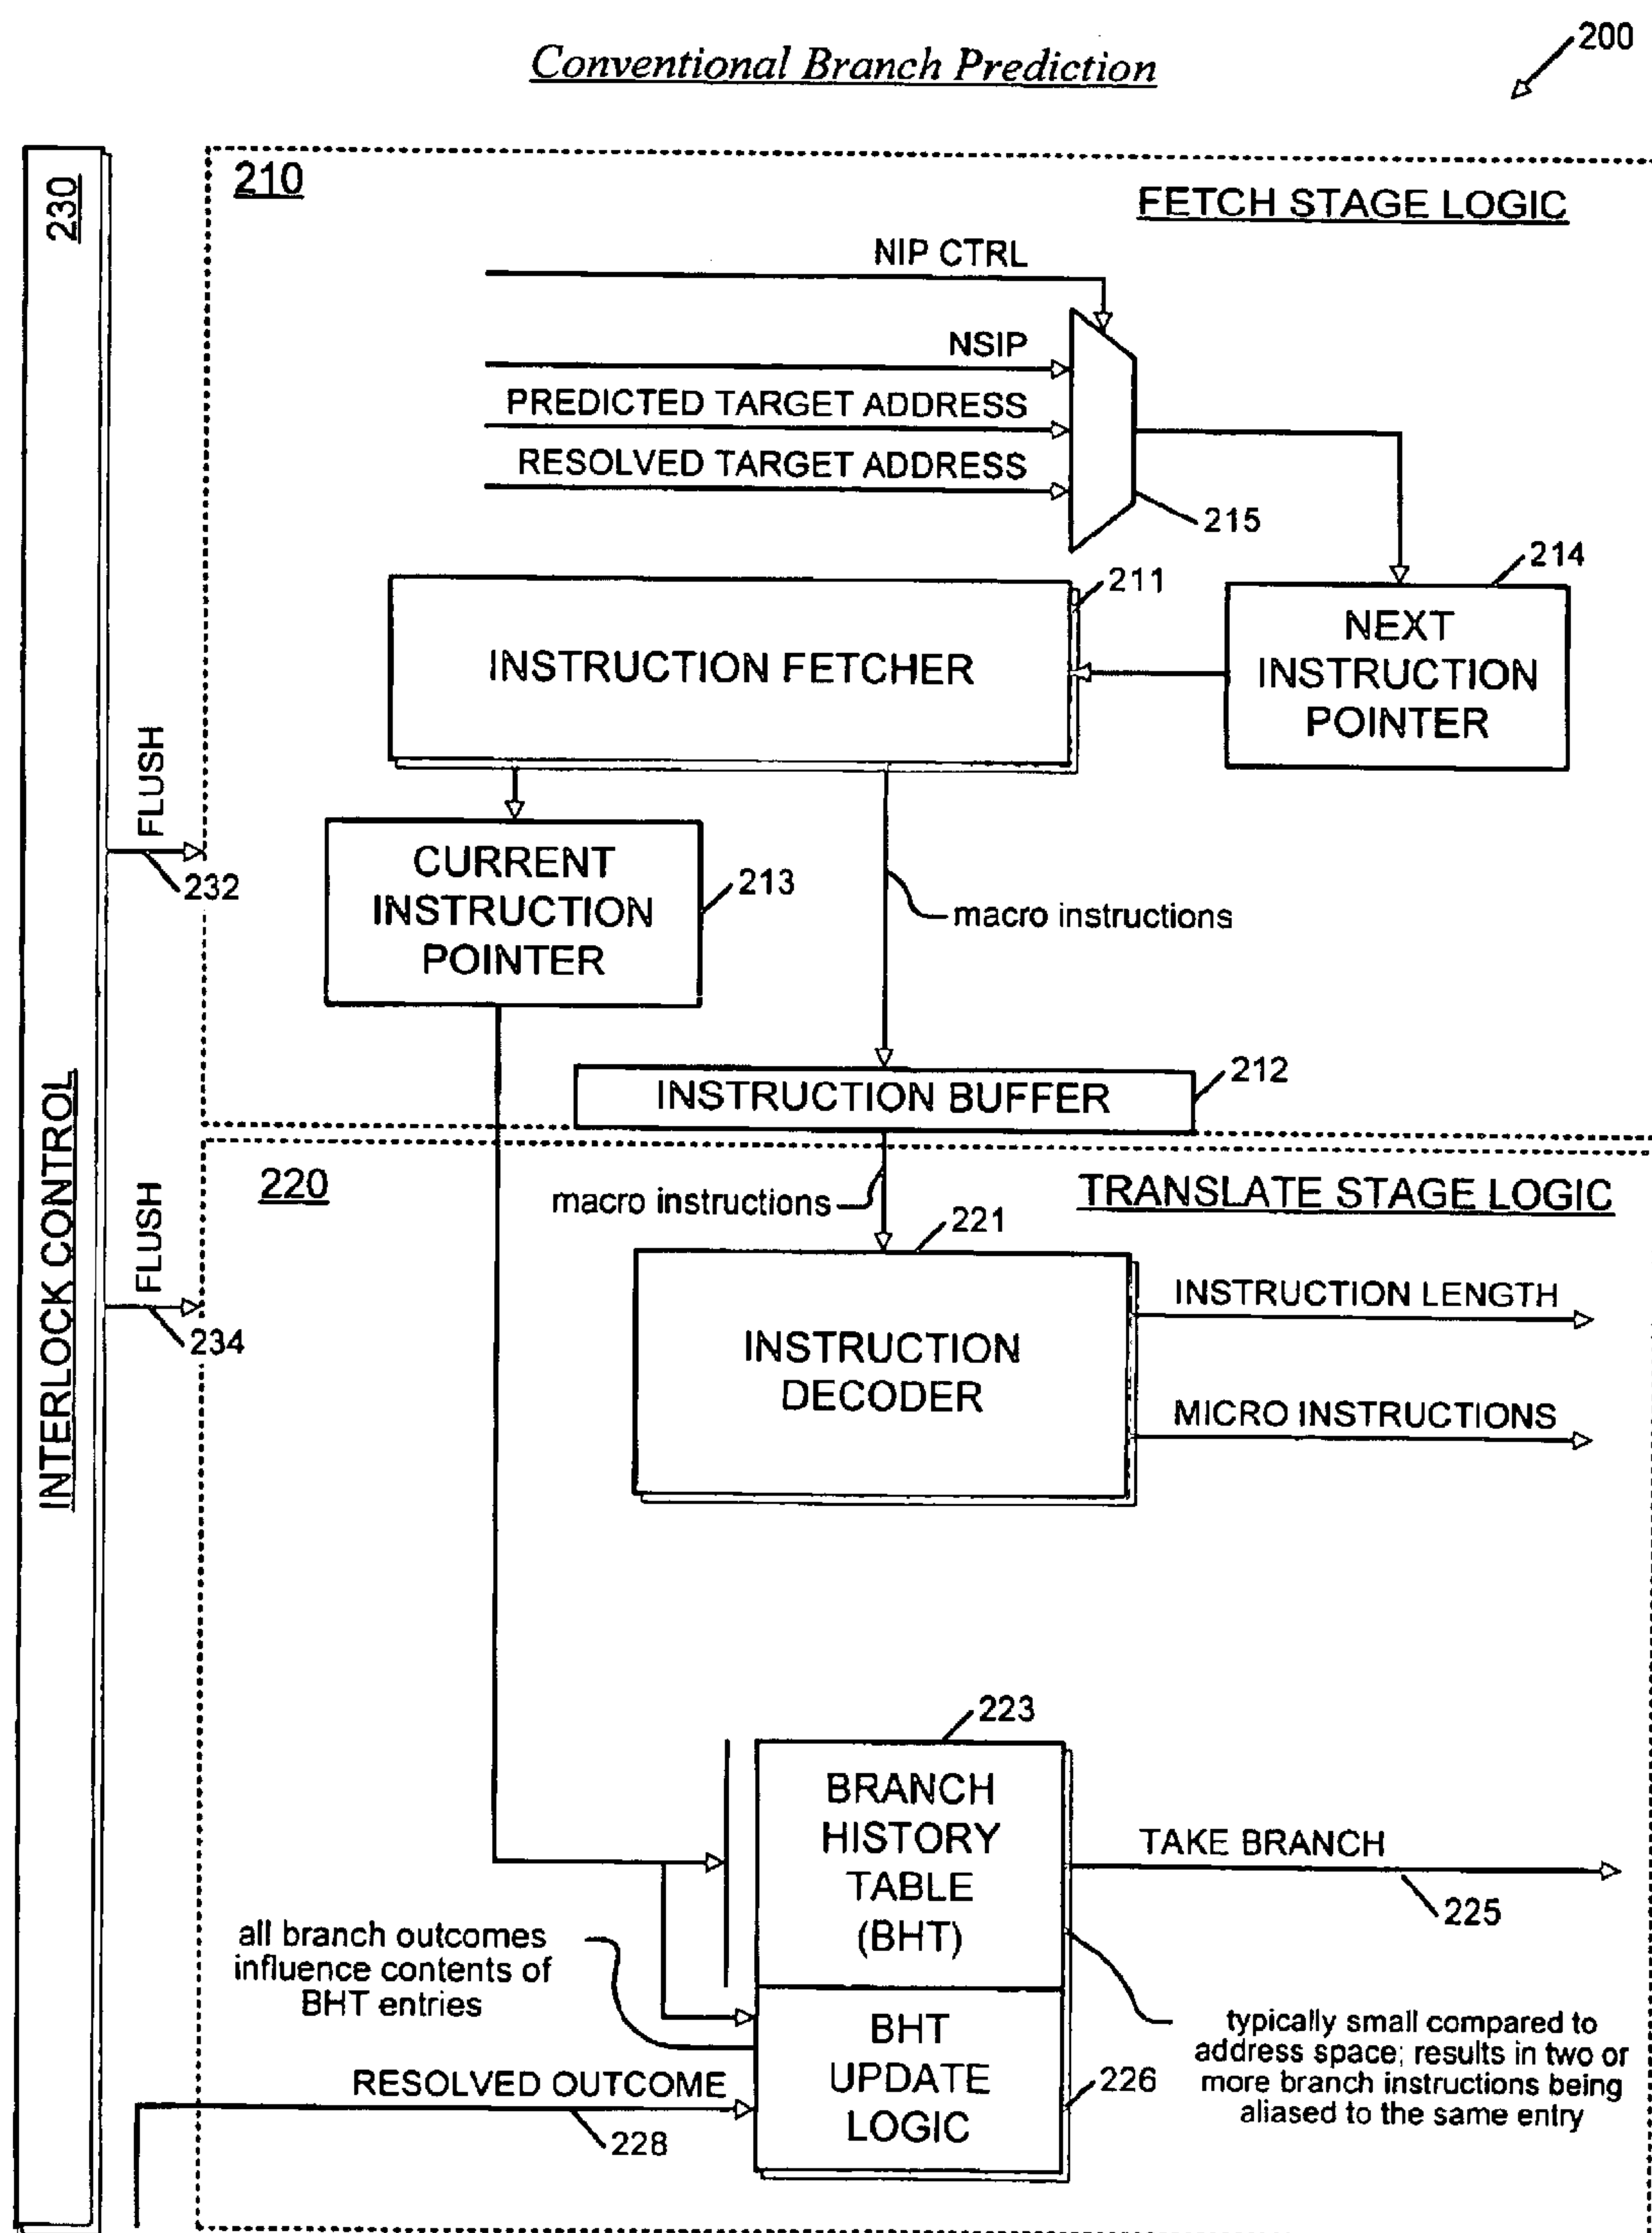 Conventional Branch Prediction
200
230
INTERLOCK CONTROL
210
FETCH STAGE LOGIC
NIP CTRL
NSIP
PREDICTED TARGET ADDRESS
RESOLVED TARGET ADDRESS
215
214
211
INSTRUCTION FETCHER
NEXT
INSTRUCTION
POINTER
FLUSH
232
CURRENT
INSTRUCTION
POINTER
213
macro instructions
INSTRUCTION BUFFER
212
220
macro instructions
TRANSLATE STAGE LOGIC
221
FLUSH
234
INSTRUCTION
DECODER
INSTRUCTION LENGTH
MICRO INSTRUCTIONS
223
BRANCH
HISTORY
TABLE
(BHT)
TAKE BRANCH
225
all branch outcomes
influence contents of
BHT entries
BHT
UPDATE
LOGIC
226
typically small compared to
address space; results in two or
more branch instructions being
aliased to the same entry
RESOLVED OUTCOME
228